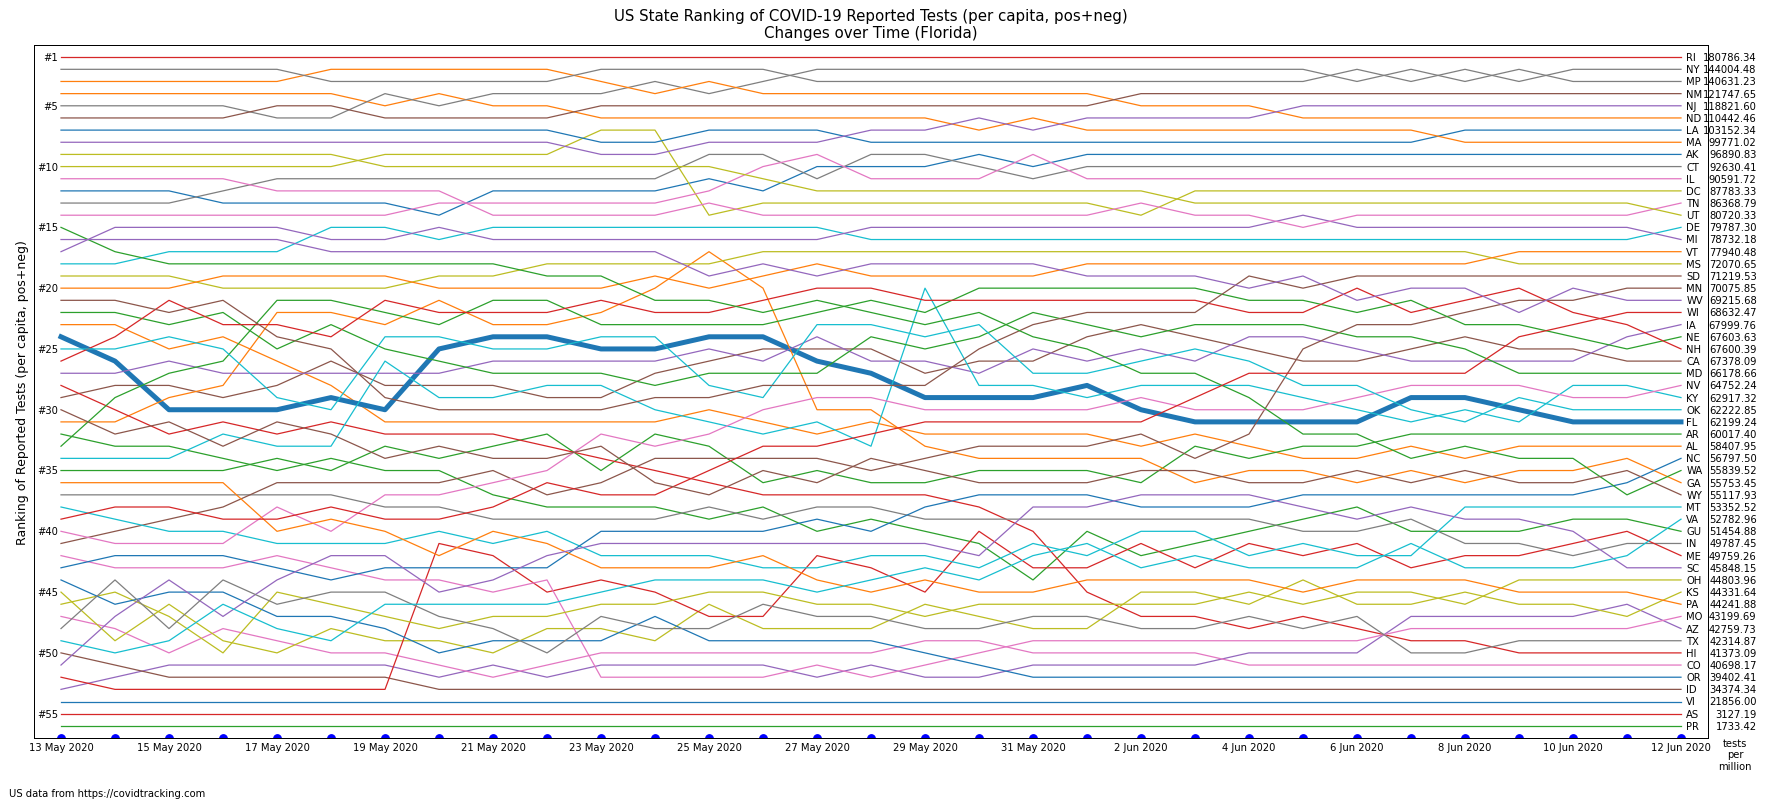 US State Ranking of COVID-19 Reported Tests (per capita, pos+neg)
Changes over Time (Florida)
Ranking of Reported Tests (per capita, pos+neg)
#1
#5
#10
#15
#20
#25
#30
#35
#40
#45
#50
#55
RI 180786.34
NY 144004.48
MP 140631.23
NM 121747.65
NJ 118821.60
ND 110442.46
LA 103152.34
MA 99771.02
AK 96890.83
CT 92630.41
IL 90591.72
DC 87783.33
TN 86368.79
UT 80720.33
DE 79787.30
MI 78732.18
VT 77940.48
MS 72070.65
SD 71219.53
MN 70075.85
WV 69215.68
WI 68632.47
IA 67999.76
NE 67603.63
NH 67600.39
CA 67378.09
MD 66178.66
NV 64752.24
KY 62917.32
OK 62222.85
FL 62199.24
AR 60017.40
AL 58407.95
NC 56797.50
WA 55839.52
GA 55753.45
WY 55117.93
MT 53352.52
VA 52782.96
GU 51454.88
IN 49787.45
ME 49759.26
SC 45848.15
OH 44803.96
KS 44331.64
PA 44241.88
MO 43199.69
AZ 42759.73
TX 42314.87
HI 41373.09
CO 40698.17
OR 39402.41
ID 34374.34
VI 21856.00
AS 3127.19
PR 1733.42
13 May 2020 15 May 2020 17 May 2020 19 May 2020 21 May 2020 23 May 2020 25 May 2020 27 May 2020 29 May 2020 31 May 2020 2 Jun 2020 4 Jun 2020 6 Jun 2020 8 Jun 2020 10 Jun 2020 12 Jun 2020
tests
per
million
US data from https://covidtracking.com